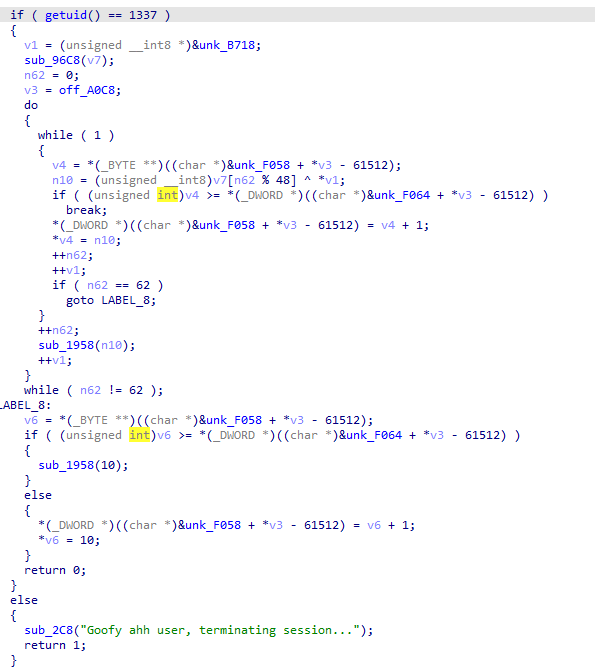 if ( getuid() == 1337 )
{
  v1 = (unsigned __int8 *)&unk_B718;
  sub_96C8(v7);
  n62 = 0;
  v3 = off_A0C8;
  do
  {
    while ( 1 )
    {
      v4 = *(_BYTE **)((char *)&unk_F058 + *v3 - 61512);
      n10 = (unsigned __int8)v7[n62 % 48] ^ *v1;
      if ( (unsigned int)v4 >= *(_DWORD *)((char *)&unk_F064 + *v3 - 61512) )
        break;
      *(_DWORD *)((char *)&unk_F058 + *v3 - 61512) = v4 + 1;
      *v4 = n10;
      ++n62;
      ++v1;
      if ( n62 == 62 )
        goto LABEL_8;
    }
    ++n62;
    sub_1958(n10);
    ++v1;
  }
  while ( n62 != 62 );
LABEL_8:
  v6 = *(_BYTE **)((char *)&unk_F058 + *v3 - 61512);
  if ( (unsigned int)v6 >= *(_DWORD *)((char *)&unk_F064 + *v3 - 61512) )
  {
    sub_1958(10);
  }
  else
  {
    *(_DWORD *)((char *)&unk_F058 + *v3 - 61512) = v6 + 1;
    *v6 = 10;
  }
  return 0;
}
else
{
  sub_2C8("Goofy ahh user, terminating session...");
  return 1;
}